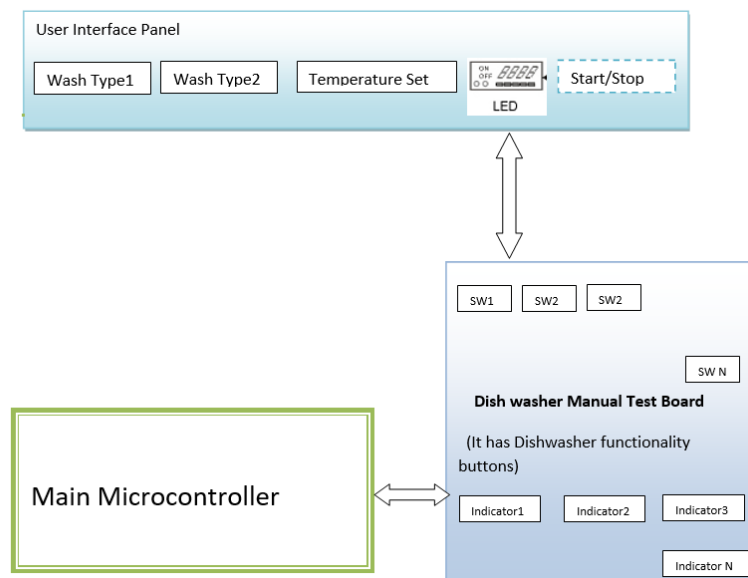 User Interface Panel
Wash Type1
Wash Type2
Temperature Set
ON
OFF
8888
LED
Start/Stop
SW1
SW2
SW2
SW N
Dish washer Manual Test Board
(It has Dishwasher functionality
buttons)
Main Microcontroller
Indicator1
Indicator2
Indicator3
Indicator N